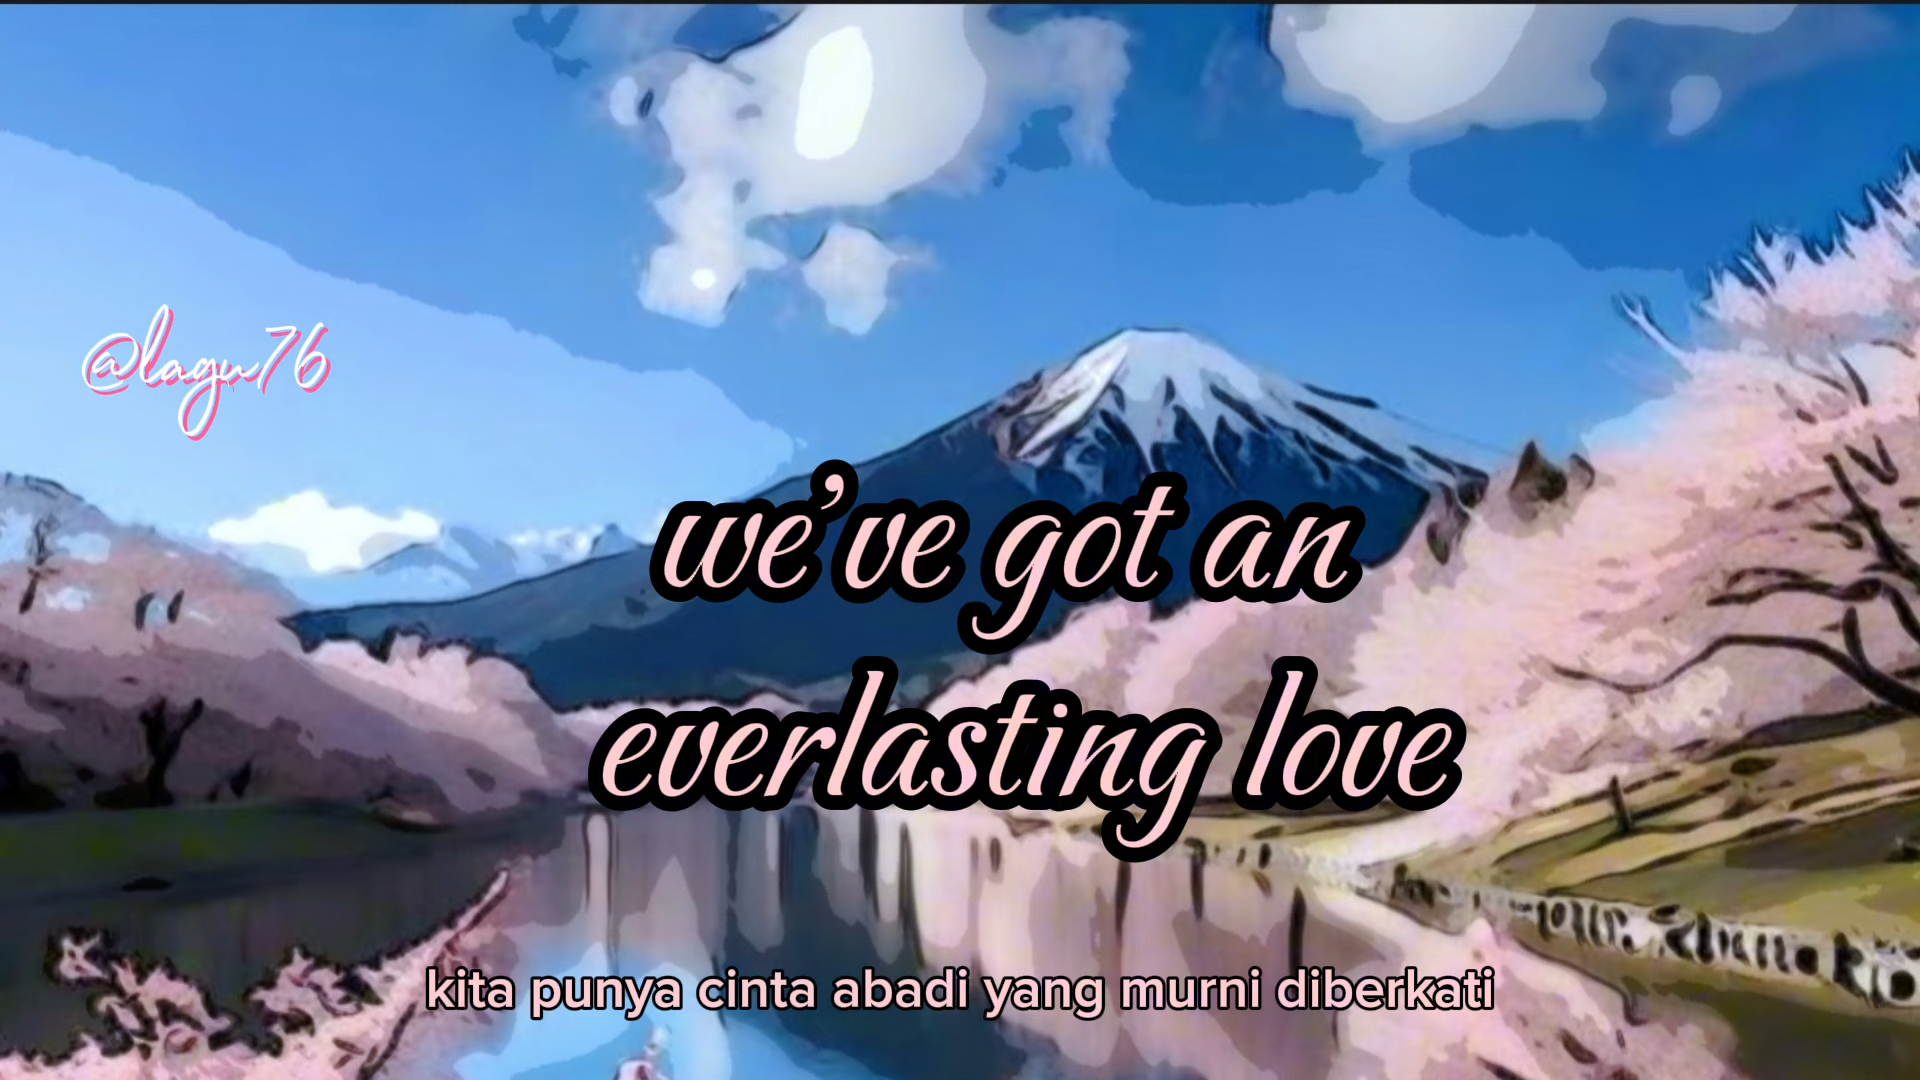 @lagu76
we've got an
everlasting love
kita punya cinta abadi yang murni diberkati